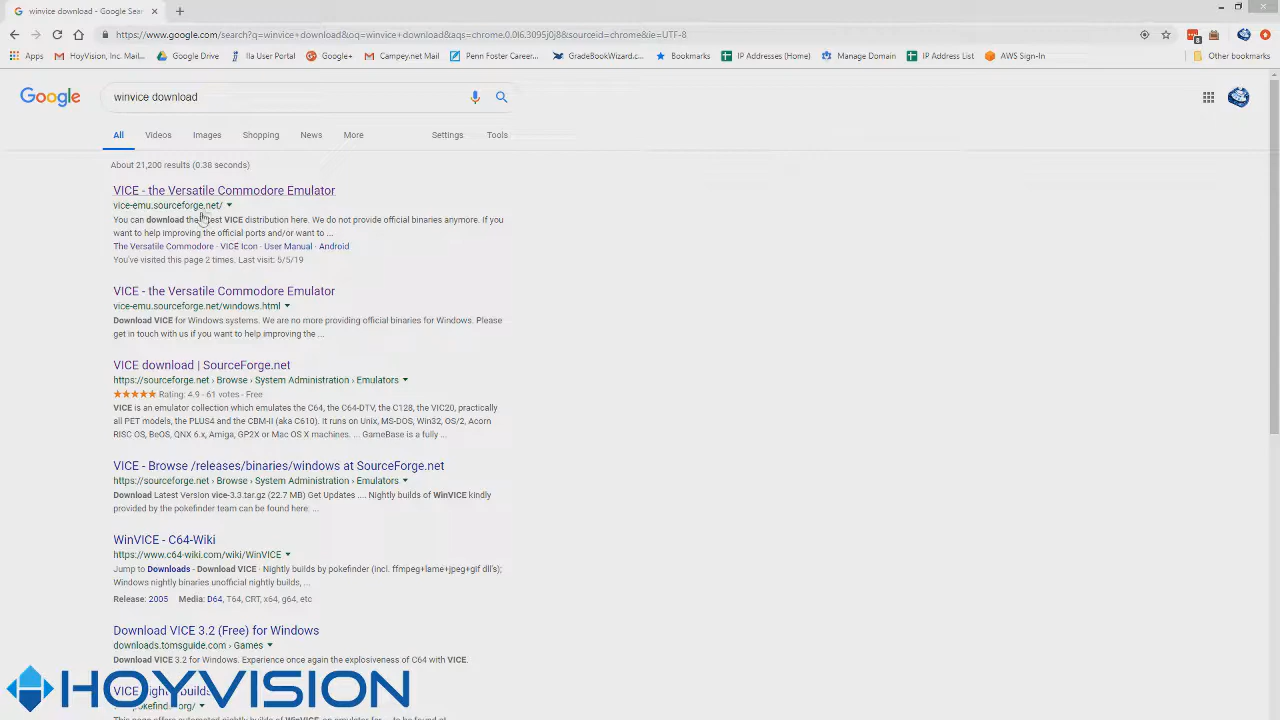 winvice download - Google Sear
https://www.google.com/search?q=winvice+download&oq=winvice+download&aqs=chrome.0.0l6.3095j0j8&sourceid=chrome&ie=UTF-8
Apps
HoyVision, Inc. Mail...
Google Drive
Ila User Portal
Google+
Campey.net Mail
Penn Foster Career...
GradeBookWizard.c...
Bookmarks
IP Addresses (Home)
Manage Domain
IP Address List
AWS Sign-In
Other bookmarks
Google
winvice download
All Videos Images Shopping News More Settings Tools
About 21,200 results (0.38 seconds)
VICE - the Versatile Commodore Emulator
vice-emu.sourceforge.net/
You can download the latest VICE distribution here. We do not provide official binaries anymore. If you
want to help improving the official ports and/or want to ...
The Versatile Commodore · VICE Icon · User Manual · Android
You've visited this page 2 times. Last visit: 5/5/19
VICE - the Versatile Commodore Emulator
vice-emu.sourceforge.net/windows.html
Download VICE for Windows systems. We are no more providing official binaries for Windows. Please
get in touch with us if you want to help improving the ...
VICE download | SourceForge.net
https://sourceforge.net › Browse › System Administration › Emulators
Rating: 4.9 - 61 votes - Free
VICE is an emulator collection which emulates the C64, the C64-DTV, the C128, the VIC20, practically
all PET models, the PLUS4 and the CBM-II (aka C610). It runs on Unix, MS-DOS, Win32, OS/2, Acorn
RISC OS, BeOS, QNX 6.x, Amiga, GP2X or Mac OS X machines. ... GameBase is a fully ...
VICE - Browse /releases/binaries/windows at SourceForge.net
https://sourceforge.net › Browse › System Administration › Emulators
Download Latest Version vice-3.3.tar.gz (22.7 MB) Get Updates .... Nightly builds of WinVICE kindly
provided by the pokefinder team can be found here: ...
WinVICE - C64-Wiki
https://www.c64-wiki.com/wiki/WinVICE
Jump to Downloads - Download VICE · Nightly builds by pokefinder (incl. ffmpeg+lame+jpeg+gif dll's);
Windows nightly binaries unofficial nightly builds, ...
Release: 2005 Media: D64, T64, CRT, x64, g64, etc
Download VICE 3.2 (Free) for Windows
downloads.tomsguide.com › Games
Download VICE 3.2 for Windows. Experience once again the explosiveness of C64 with VICE.
VICE nightly builds
pokefinder.org/
HOYVISION